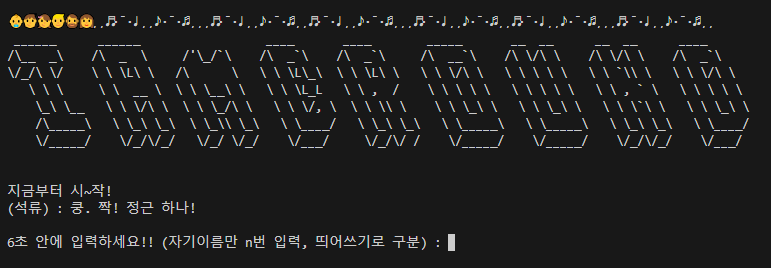 IAMGROUND
지금부터 시~작!
(석류) : 쿵. 짝! 정근 하나!
6초 안에 입력하세요!! (자기이름만 n번 입력, 띄어쓰기로 구분) :